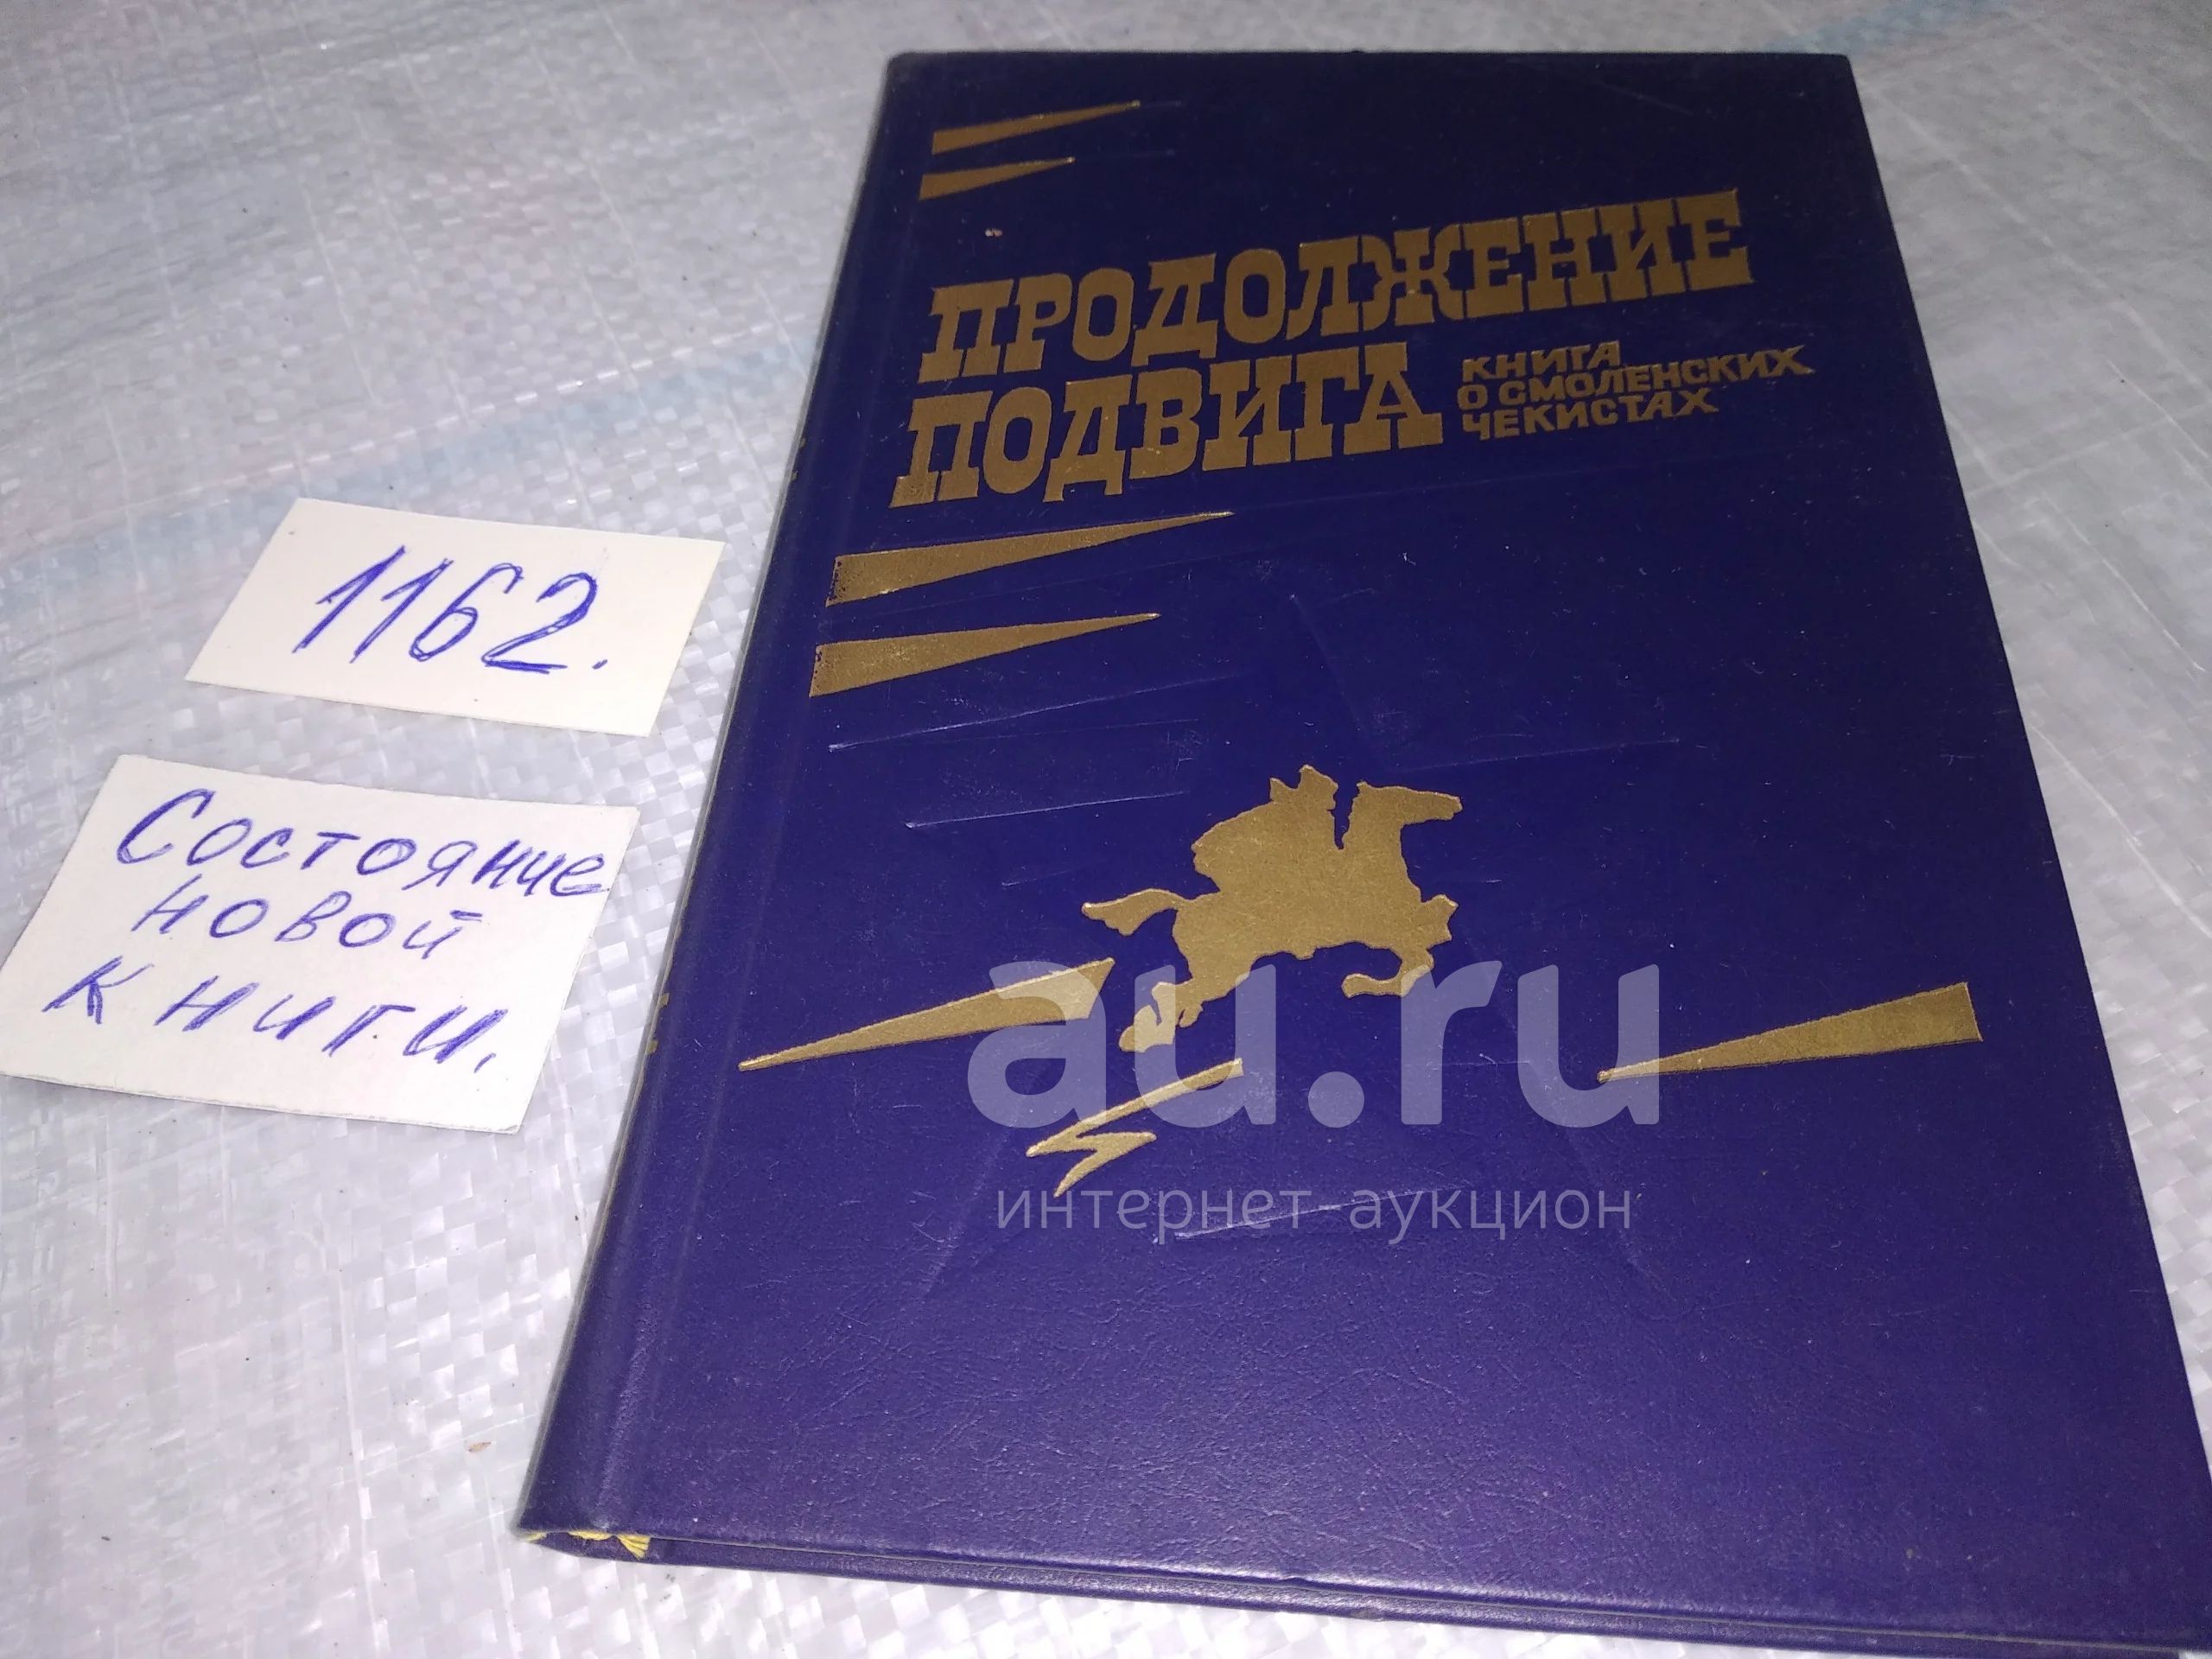 ПРОДОЛЖЕНИЕ
ПОДВИГА
КНИГА
О СМОЛЕНСКИХ
ЧЕКИСТАХ
1162.
Состояние
новой
книги.
au.ru
интернет-аукцион